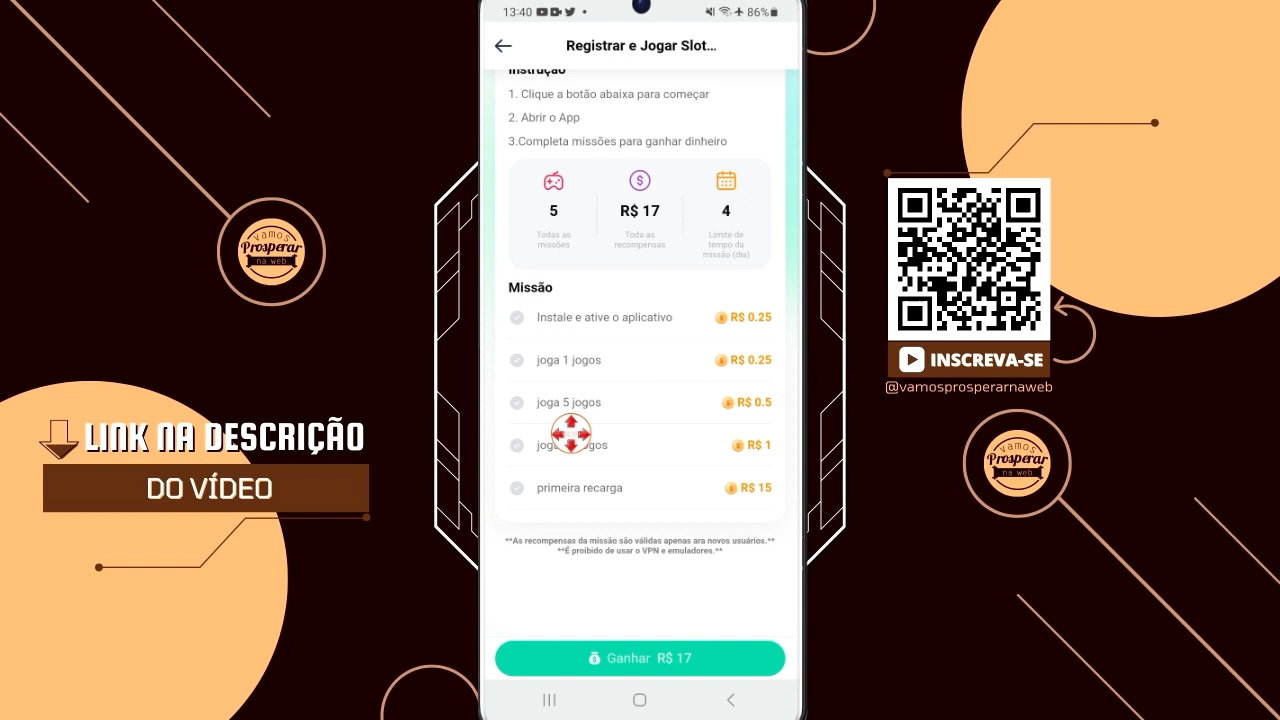 13:40
86%
Registrar e Jogar Slot...
Instrução
1. Clique a botão abaixa para começar
2. Abrir o App
3.Completa missões para ganhar dinheiro
5
R$ 17
4
Todas as
missões
Toda as
recompensas
Limite de
tempo da
missão (dia)
Missão
Instale e ative o aplicativo
R$ 0.25
joga 1 jogos
R$ 0.25
joga 5 jogos
R$ 0.5
R$ 1
primeira recarga
R$ 15
**As recompensas da missão são válidas apenas ara novos usuários.**
**É proibido de usar o VPN e emuladores.**
Ganhar R$ 17
vamos
Prosperar
na web
LINK NA DESCRIÇÃO
DO VÍDEO
INSCREVA-SE
@vamosprosperarnaweb
vamos
Prosperar
na web